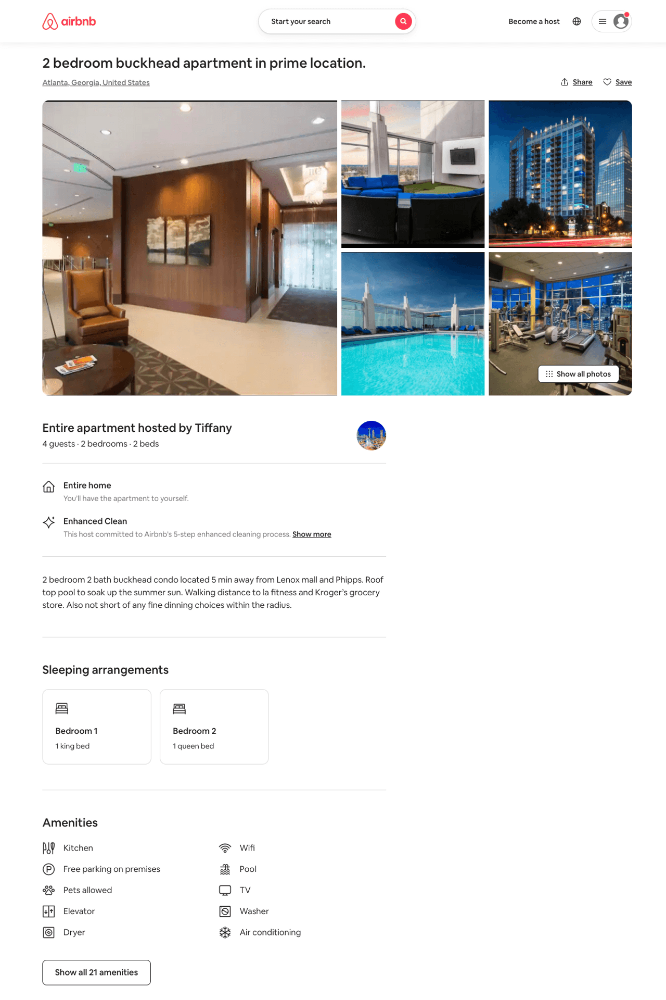 airbnb
Start your search
Become a host
2 bedroom buckhead apartment in prime location.
Atlanta, Georgia, United States
Share
Save
Show all photos
Entire apartment hosted by Tiffany
4 guests · 2 bedrooms · 2 beds
Entire home
You’ll have the apartment to yourself.
Enhanced Clean
This host committed to Airbnb's 5-step enhanced cleaning process. Show more
2 bedroom 2 bath buckhead condo located 5 min away from Lenox mall and Phipps. Roof
top pool to soak up the summer sun. Walking distance to la fitness and Kroger’s grocery
store. Also not short of any fine dinning choices within the radius.
Sleeping arrangements
Bedroom 1
1 king bed
Bedroom 2
1 queen bed
Amenities
Kitchen
Wifi
Free parking on premises
Pool
Pets allowed
TV
Elevator
Washer
Dryer
Air conditioning
Show all 21 amenities